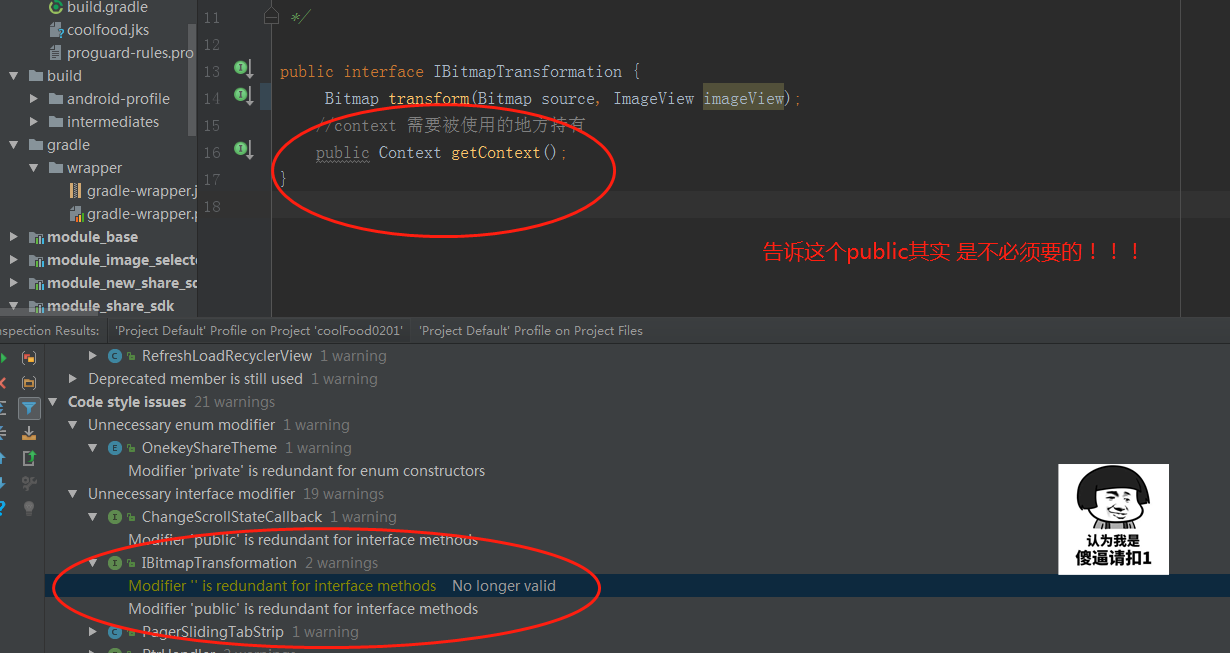 build.gradle
coolfood.jks
proguard-rules.pro
build
android-profile
intermediates
gradle
wrapper
gradle-wrapper.j
gradle-wrapper.p
module_base
module_image_selecto
module_new_share_sd
module_share_sdk
11 */
12
13 public interface IBitmapTransformation {
14 Bitmap transform(Bitmap source, ImageView imageView);
15 //context 需要被使用的地方持有
16 public Context getContext();
17 }
18
告诉这个public其实 是不必须要的！！！
nspection Results: 'Project Default' Profile on Project 'coolFood0201' 'Project Default' Profile on Project Files
RefreshLoadRecyclerView 1 warning
Deprecated member is still used 1 warning
Code style issues 21 warnings
Unnecessary enum modifier 1 warning
OnekeyShareTheme 1 warning
Modifier 'private' is redundant for enum constructors
Unnecessary interface modifier 19 warnings
ChangeScrollStateCallback 1 warning
Modifier 'public' is redundant for interface methods
IBitmapTransformation 2 warnings
Modifier '' is redundant for interface methods No longer valid
Modifier 'public' is redundant for interface methods
PagerSlidingTabStrip 1 warning
PtrHandler 2 warnings
认为我是
傻逼请扣1